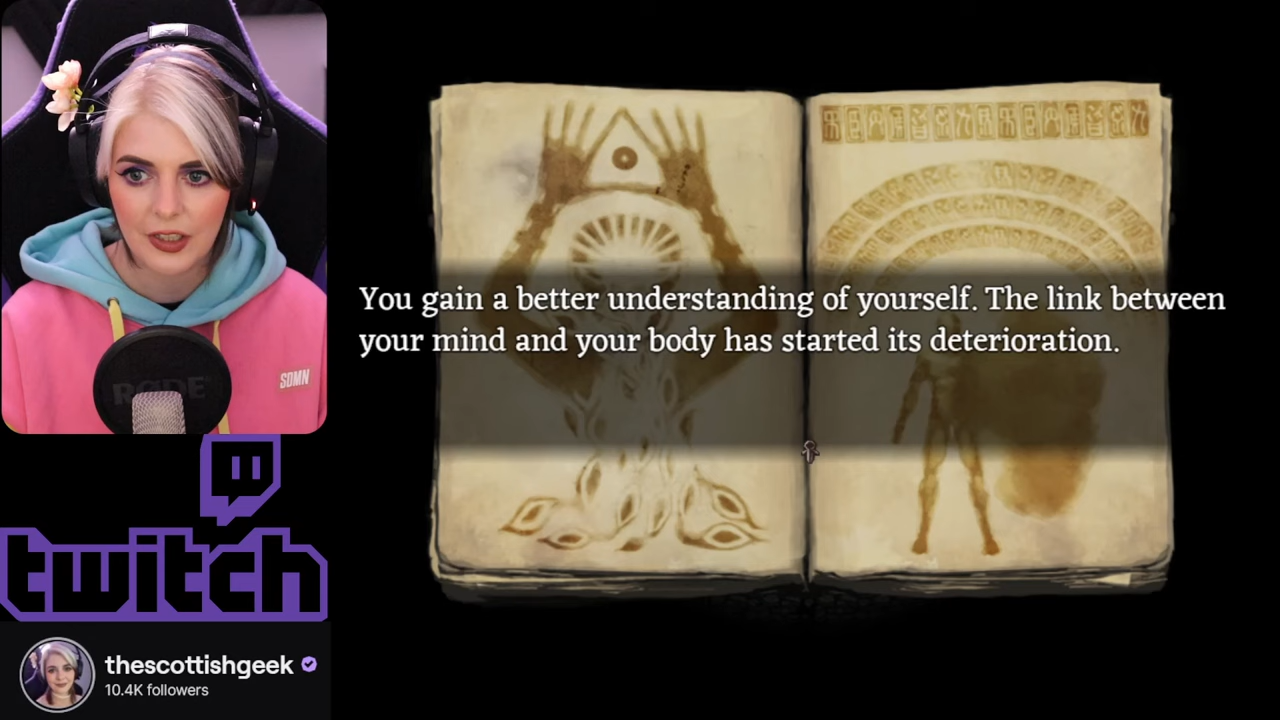 RØDE
SDMN
twitch
thescottishgeek
10.4K followers
You gain a better understanding of yourself. The link between
your mind and your body has started its deterioration.